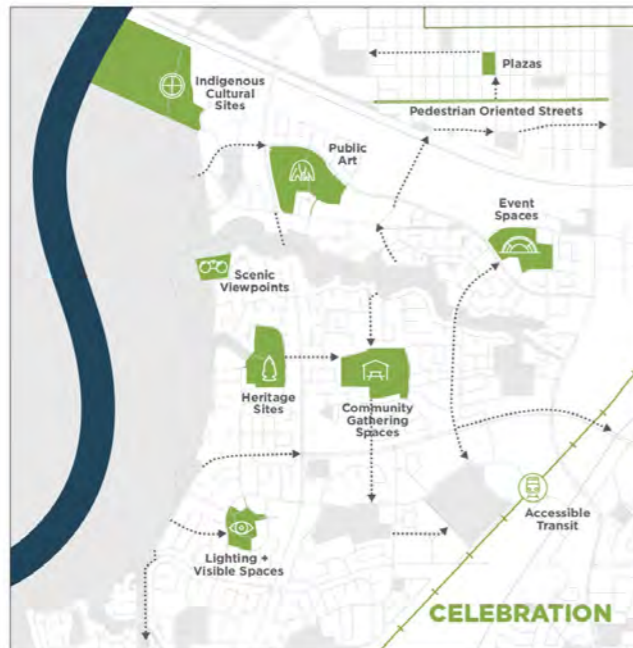 Indigenous
Cultural
Sites
Plazas
Pedestrian Oriented Streets
Public
Art
Event
Spaces
Scenic
Viewpoints
Heritage
Sites
Community
Gathering
Spaces
Accessible
Transit
Lighting +
Visible Spaces
CELEBRATION